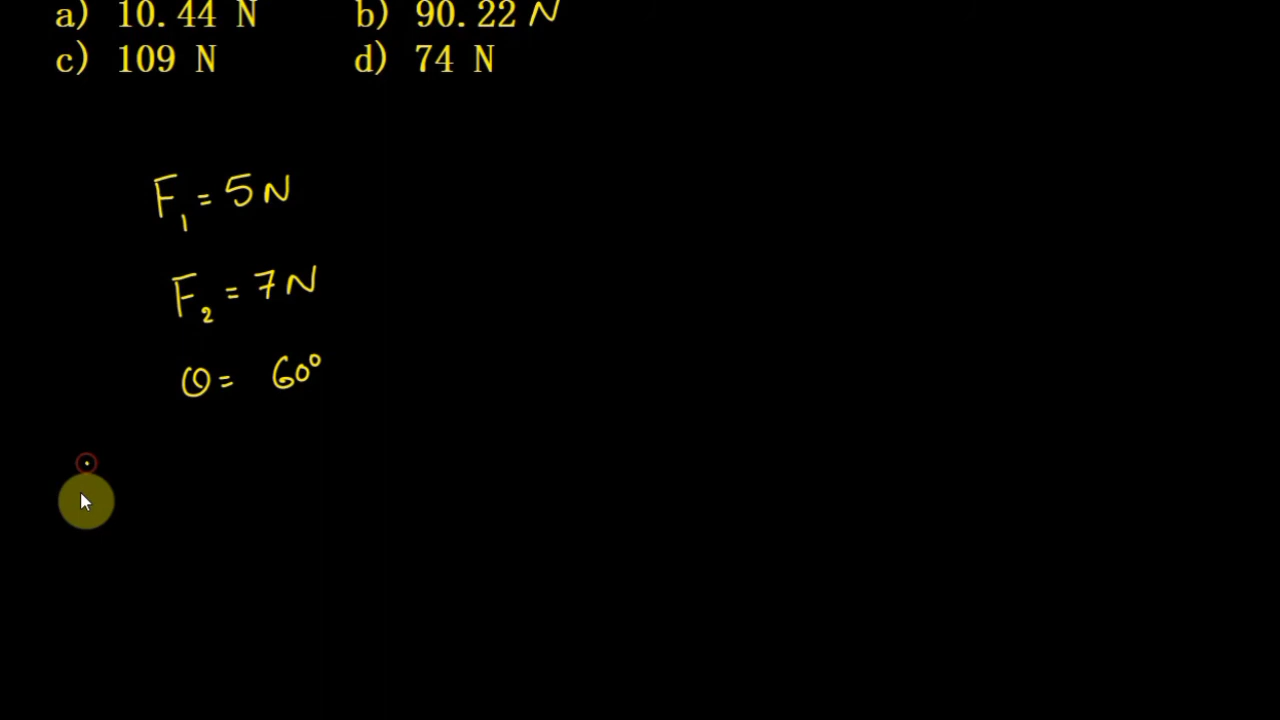 a) 10.44 N b) 90.22 N
c) 109 N d) 74 N
F₁ = 5 N
F₂ = 7 N
θ = 60°